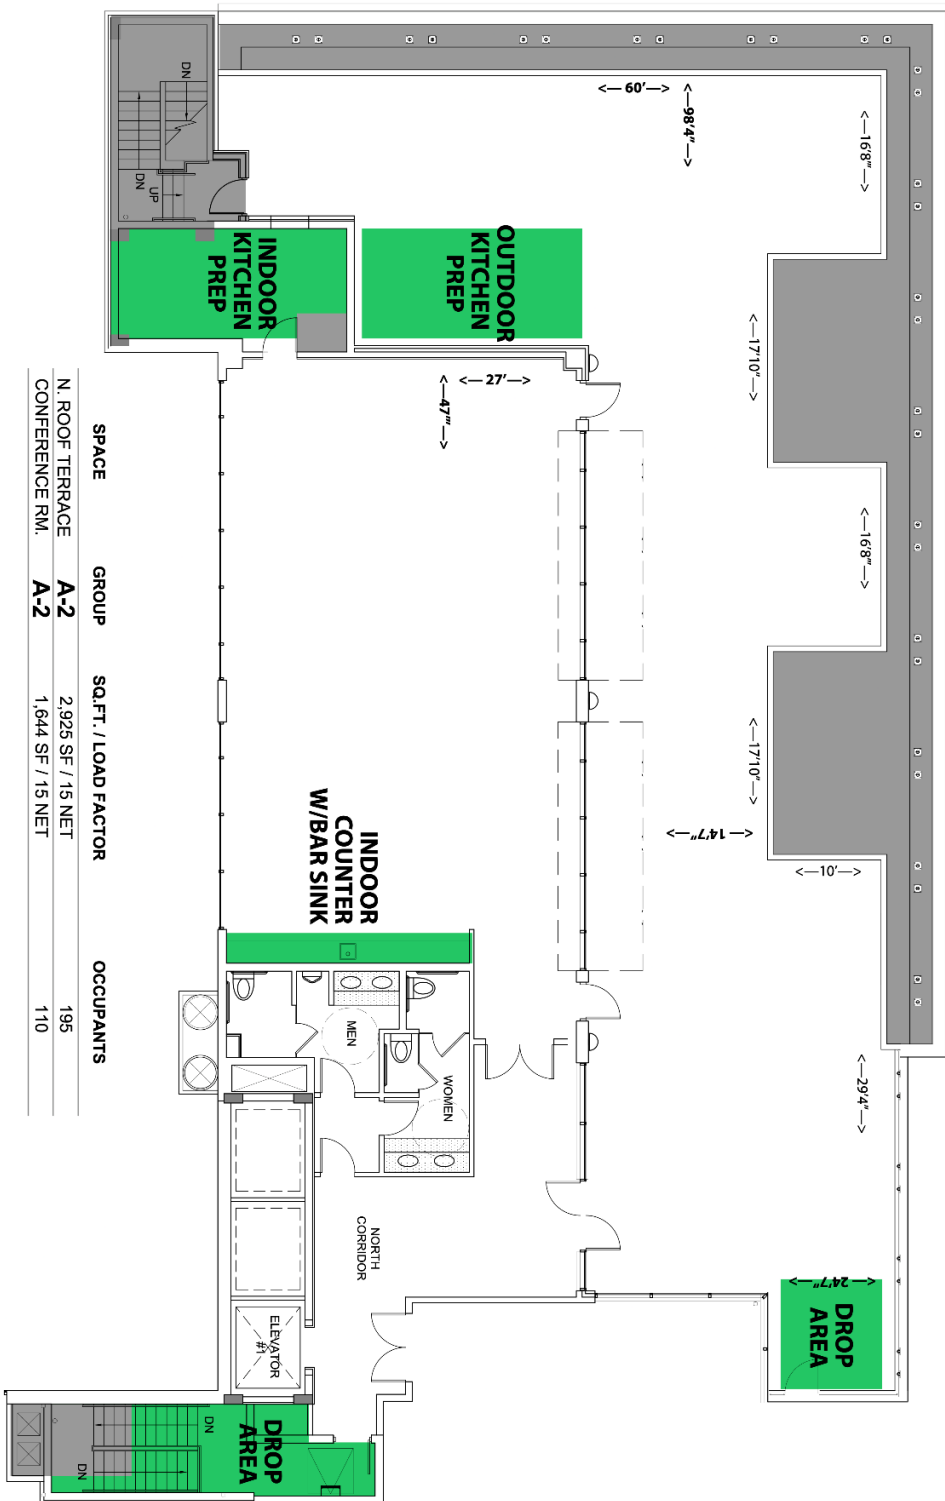 <— 60' —>
<—98'4"—>
<—16'8"—>
DN
DN
UP
INDOOR
KITCHEN
PREP
OUTDOOR
KITCHEN
PREP
<—17'10"—>
<— 27' —>
<—47'"—>
<—16'8"—>
<—17'10"—>
<— 14'7" —>
<—10'—>
INDOOR
COUNTER
W/BAR SINK
MEN
WOMEN
<—29'4"—>
NORTH
CORRIDOR
ELEVATOR
#1
<— 24'7" —>
DROP
AREA
DROP
AREA
DN
DN
SPACE GROUP SQ.FT. / LOAD FACTOR OCCUPANTS
N. ROOF TERRACE A-2 2,925 SF / 15 NET 195
CONFERENCE RM. A-2 1,644 SF / 15 NET 110